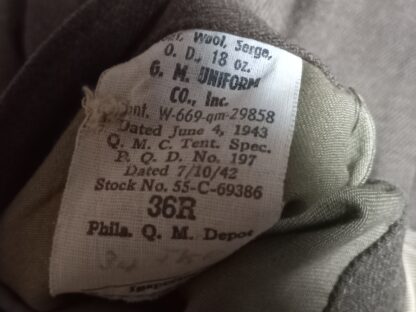 Wool, Serge,
O. D., 18 oz.
G. M. UNIFORM
CO., Inc.
nt. W-669-qm-29858
Dated June 4, 1943
Q. M. C. Tent. Spec.
P. Q. D. No. 197
Dated 7/10/42
Stock No. 55-C-69386
36R
Phila. Q. M. Depot